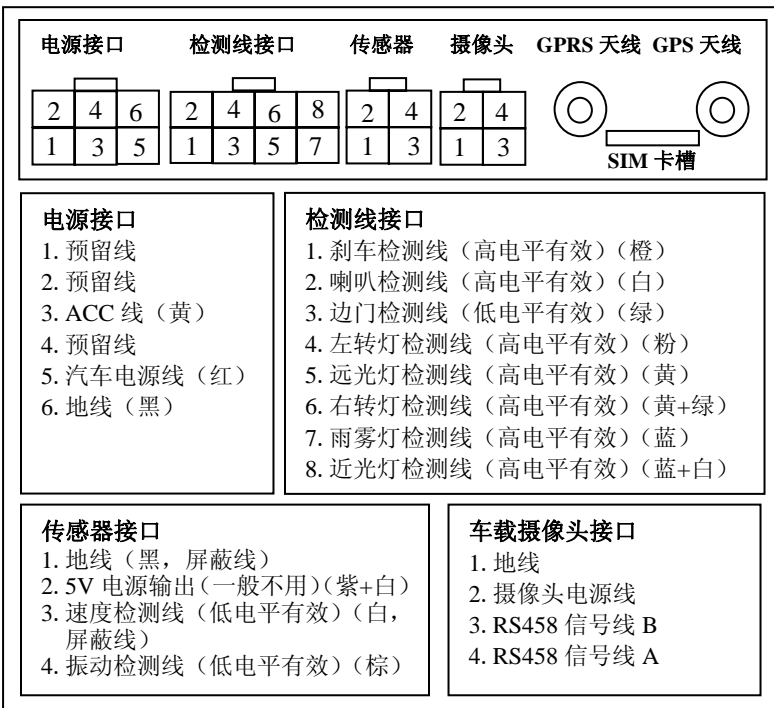 电源接口 检测线接口 传感器 摄像头 GPRS 天线 GPS 天线
2 4 6 2 4 6 8 2 4 2 4
1 3 5 1 3 5 7 1 3 1 3
SIM 卡槽
电源接口
1. 预留线
2. 预留线
3. ACC 线（黄）
4. 预留线
5. 汽车电源线（红）
6. 地线（黑）
检测线接口
1. 刹车检测线（高电平有效）（橙）
2. 喇叭检测线（高电平有效）（白）
3. 边门检测线（低电平有效）（绿）
4. 左转灯检测线（高电平有效）（粉）
5. 远光灯检测线（高电平有效）（黄）
6. 右转灯检测线（高电平有效）（黄+绿）
7. 雨雾灯检测线（高电平有效）（蓝）
8. 近光灯检测线（高电平有效）（蓝+白）
传感器接口
1. 地线（黑，屏蔽线）
2. 5V 电源输出（一般不用）（紫+白）
3. 速度检测线（低电平有效）（白，
屏蔽线）
4. 振动检测线（低电平有效）（棕）
车载摄像头接口
1. 地线
2. 摄像头电源线
3. RS458 信号线 B
4. RS458 信号线 A